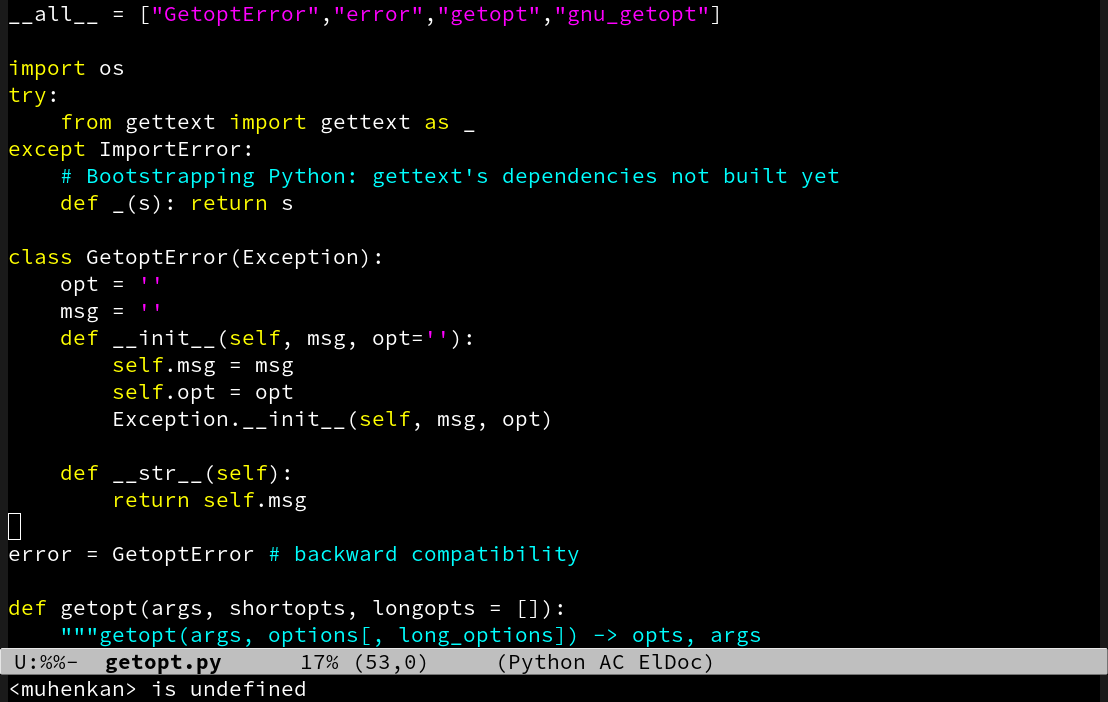 __all__ = ["GetoptError","error","getopt","gnu_getopt"]

import os
try:
    from gettext import gettext as _
except ImportError:
    # Bootstrapping Python: gettext's dependencies not built yet
    def _(s): return s

class GetoptError(Exception):
    opt = ''
    msg = ''
    def __init__(self, msg, opt=''):
        self.msg = msg
        self.opt = opt
        Exception.__init__(self, msg, opt)

    def __str__(self):
        return self.msg

error = GetoptError # backward compatibility

def getopt(args, shortopts, longopts = []):
    """getopt(args, options[, long_options]) -> opts, args
U:%%-  getopt.py      17% (53,0)     (Python AC ElDoc)
<muhenkan> is undefined